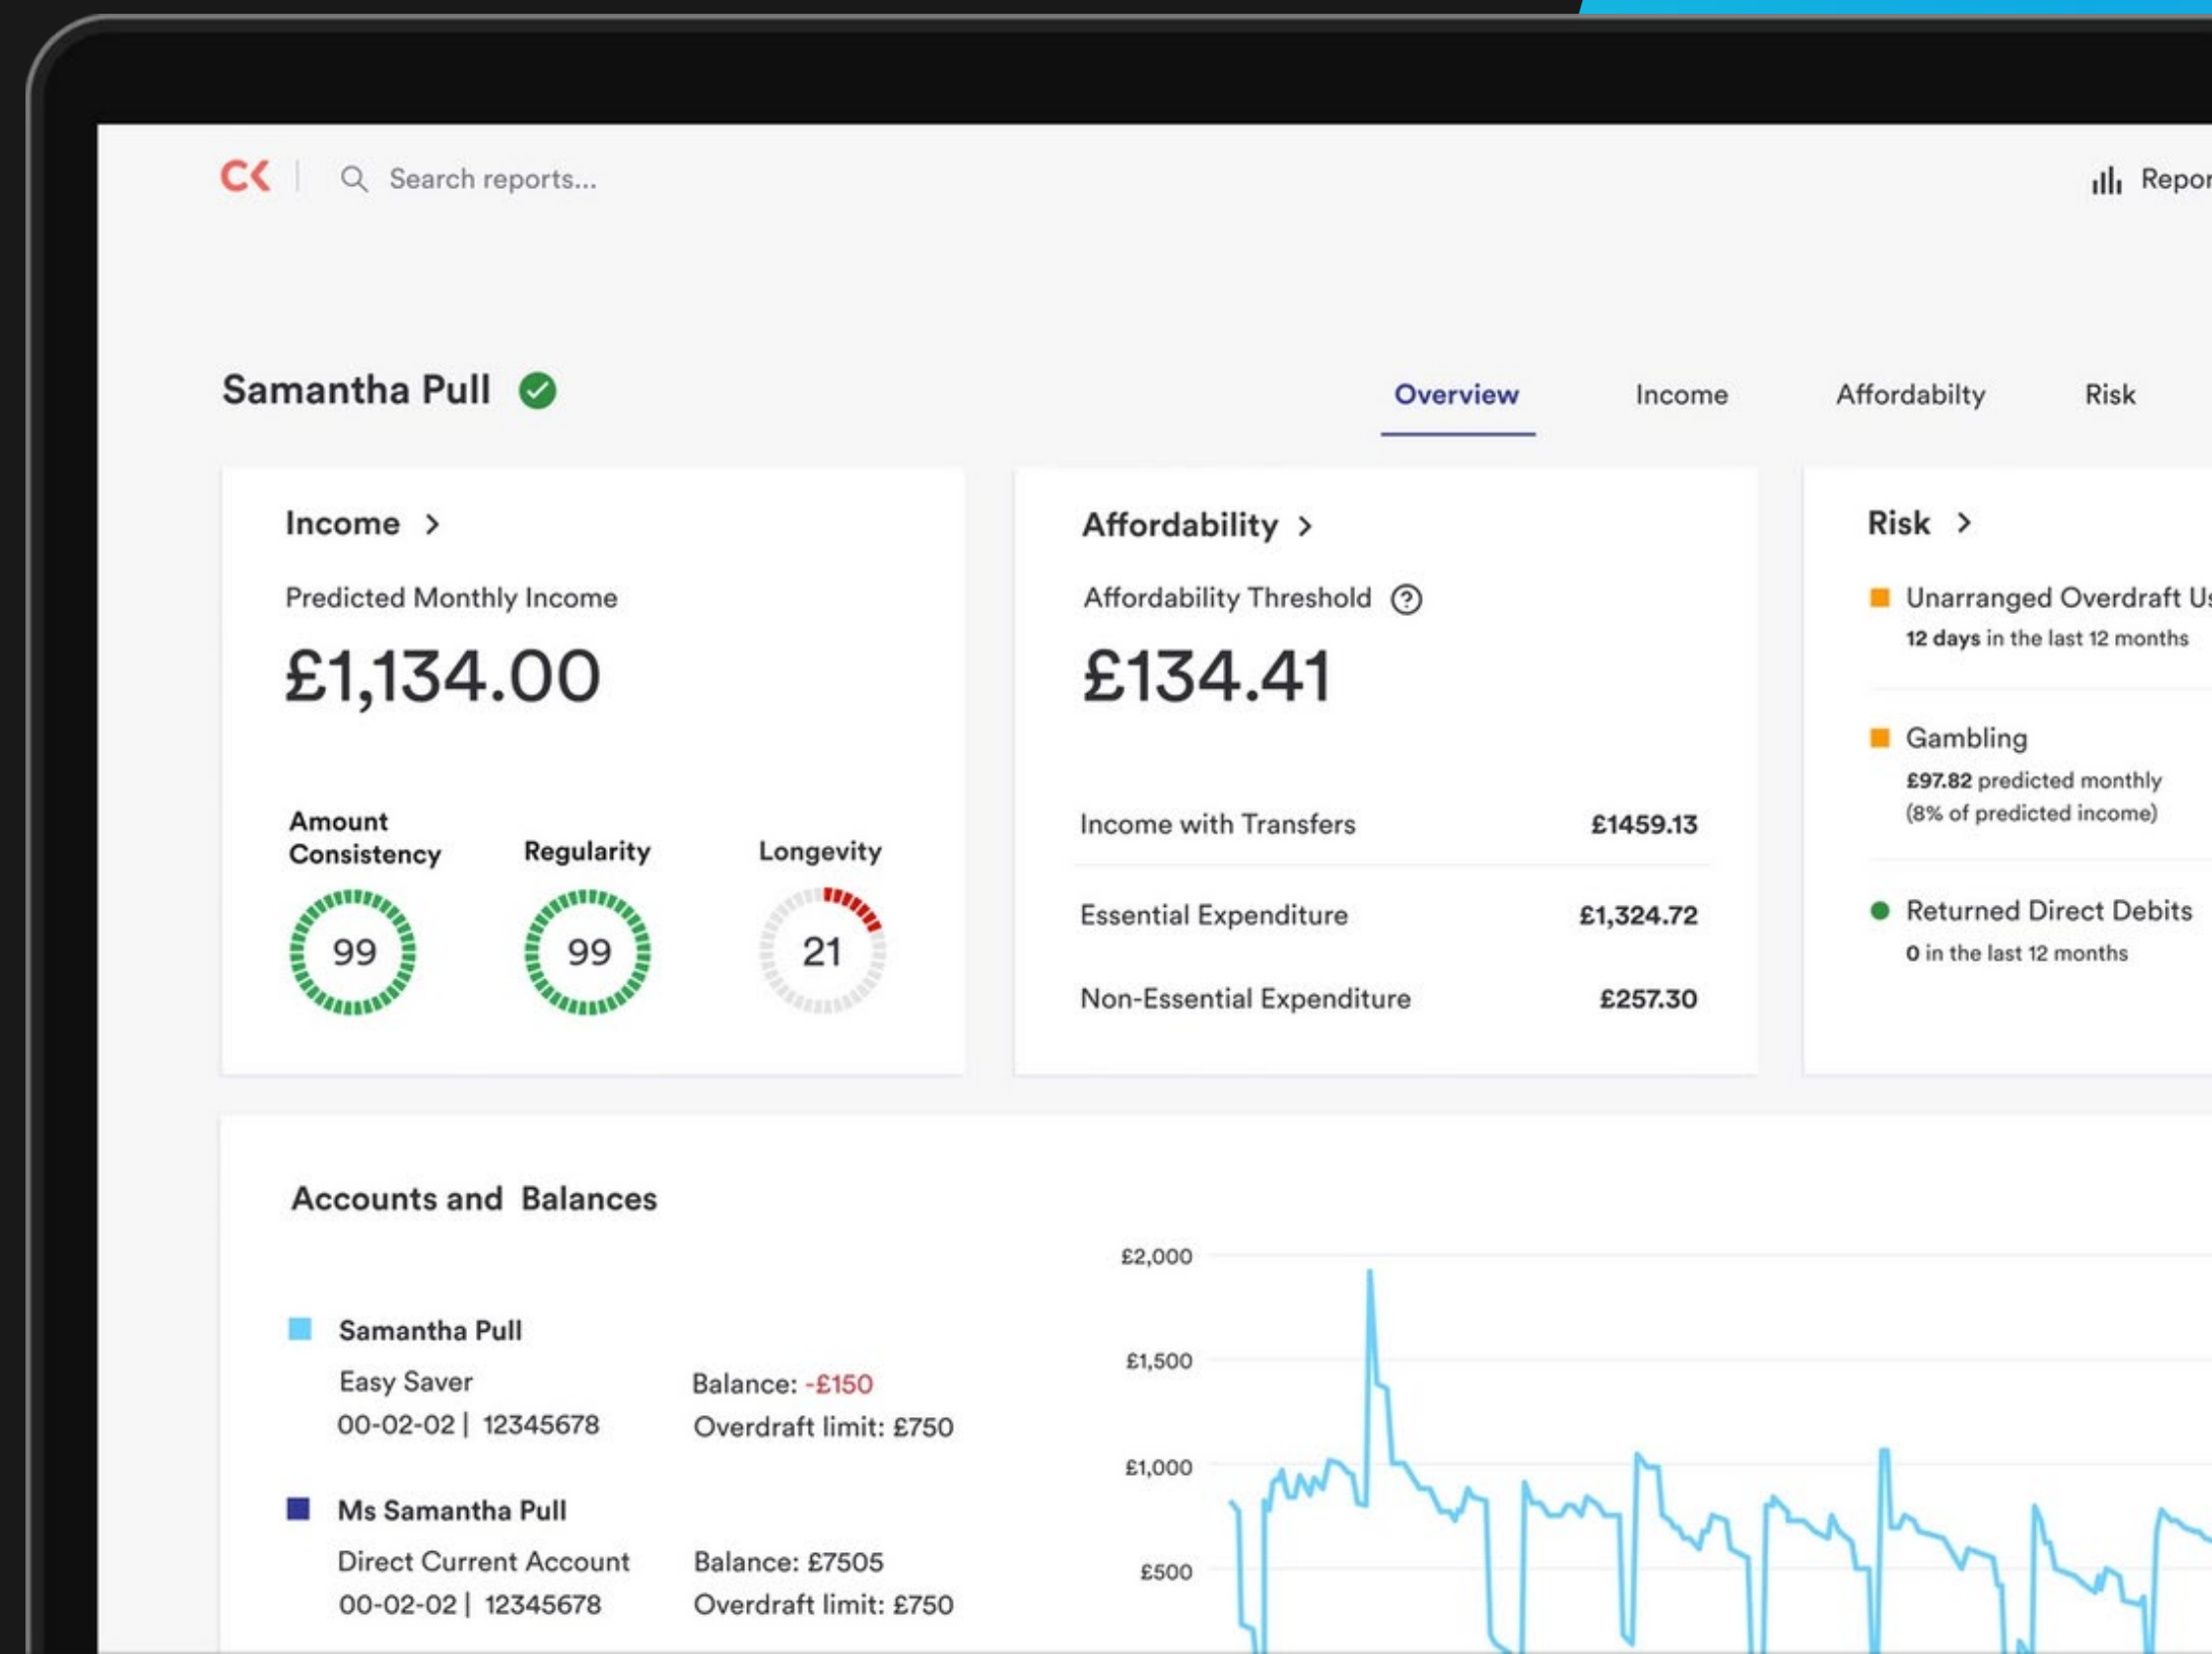 CK
Search reports...
Repor
Samantha Pull
Overview
Income
Affordabilty
Risk
Income
Predicted Monthly Income
£1,134.00
Amount
Consistency
99
Regularity
99
Longevity
21
Affordability
Affordability Threshold ?
£134.41
Income with Transfers £1459.13
Essential Expenditure £1,324.72
Non-Essential Expenditure £257.30
Risk
Unarranged Overdraft Us
12 days in the last 12 months
Gambling
£97.82 predicted monthly
(8% of predicted income)
Returned Direct Debits
0 in the last 12 months
Accounts and Balances
Samantha Pull
Easy Saver
00-02-02 | 12345678
Balance: -£150
Overdraft limit: £750
Ms Samantha Pull
Direct Current Account
00-02-02 | 12345678
Balance: £7505
Overdraft limit: £750
£2,000
£1,500
£1,000
£500